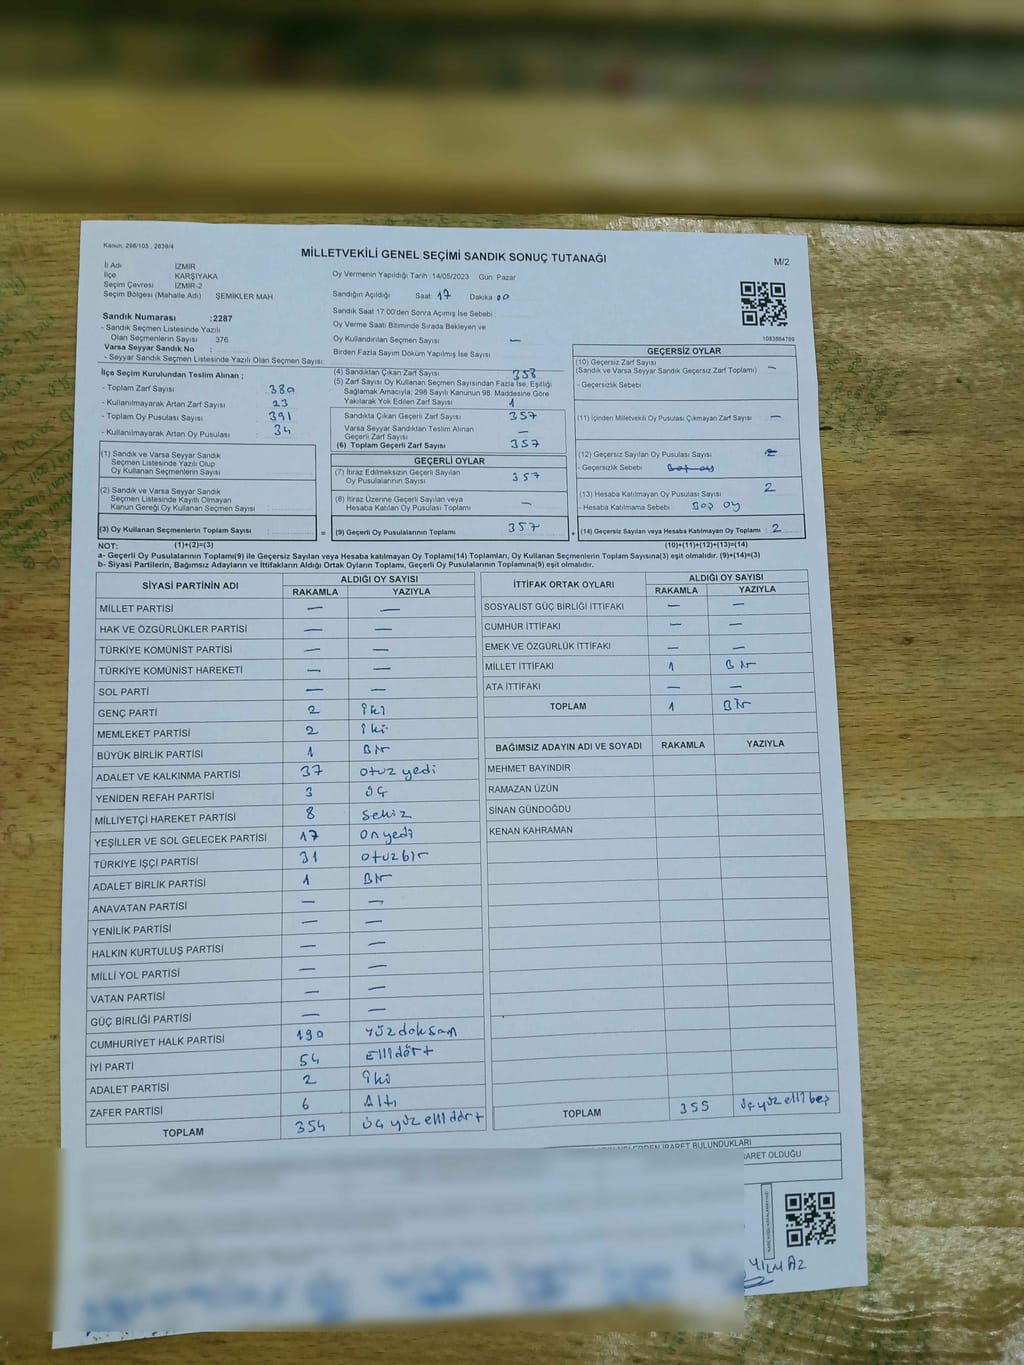 Kanun: 298/105 , 2839/4
MİLLETVEKİLİ GENEL SEÇİMİ SANDIK SONUÇ TUTANAĞI
M/2
İl Adı İZMİR
İlçe KARŞIYAKA
Seçim Çevresi İZMİR-2
Seçim Bölgesi (Mahalle Adı) ŞEMİKLER MAH
Oy Vermenin Yapıldığı Tarih :14/05/2023 Gün: Pazar
Sandığın Açıldığı Saat: 17 Dakika 00
Sandık Saat 17.00'den Sonra Açımış İse Sebebi
Oy Verme Saati Bitiminde Sırada Bekleyen ve
Oy Kullandırılan Seçmen Sayısı —
Birden Fazla Sayım Döküm Yapılmış İse Sayısı
1083884789
Sandık Numarası :2287
- Sandık Seçmen Listesinde Yazılı
Olan Seçmenlerin Sayısı 376
Varsa Seyyar Sandık No :
- Seyyar Sandık Seçmen Listesinde Yazılı Olan Seçmen Sayısı:
İlçe Seçim Kurulundan Teslim Alınan ;
- Toplam Zarf Sayısı : 380
- Kullanılmayarak Artan Zarf Sayısı : 23
- Toplam Oy Pusulası Sayısı : 391
- Kullanılmayarak Artan Oy Pusulası : 34
(1) Sandık ve Varsa Seyyar Sandık
Seçmen Listesinde Yazılı Olup
Oy Kullanan Seçmenlerin Sayısı
(2) Sandık ve Varsa Seyyar Sandık
Seçmen Listesinde Kayıtlı Olmayan
Kanun Gereği Oy Kullanan Seçmen Sayısı :
(3) Oy Kullanan Seçmenlerin Toplam Sayısı :
(1)+(2)=(3)
(4) Sandıktan Çıkan Zarf Sayısı 358
(5) Zarf Sayısı Oy Kullanan Seçmen Sayısından Fazla İse, Eşitliği
Sağlamak Amacıyla; 298 Sayılı Kanunun 98. Maddesine Göre
Yakılarak Yok Edilen Zarf Sayısı 1
Sandıkta Çıkan Geçerli Zarf Sayısı 357
Varsa Seyyar Sandıktan Teslim Alınan
Geçerli Zarf Sayısı —
(6) Toplam Geçerli Zarf Sayısı 357
GEÇERLİ OYLAR
(7) İtiraz Edilmeksizin Geçerli Sayılan
Oy Pusulalarının Sayısı 357
(8) İtiraz Üzerine Geçerli Sayılan veya
Hesaba Katılan Oyları Toplamı —
= (9) Geçerli Oy Pusulalarının Toplamı 357
GEÇERSİZ OYLAR
(10) Geçersiz Zarf Sayısı
(Sandık ve Varsa Seyyar Sandık Geçersiz Zarf Toplamı) —
- Geçersizlik Sebebi
(11) İçinden Milletvekili Oy Pusulası Çıkmayan Zarf Sayısı —
(12) Geçersiz Sayılan Oy Pusulası Sayısı
- Geçersizlik Sebebi Boş oy
(13) Hesaba Katılmayan Oy Pusulası Sayısı 2
- Hesaba Katılmama Sebebi Boş oy
+ (14) Geçersiz Sayılan veya Hesaba Katılmayan Oy Toplamı : 2
(10)+(11)+(12)+(13)=(14)
NOT:
a- Geçerli Oy Pusulalarının Toplamı(9) ile Geçersiz Sayılan veya Hesaba katılmayan Oy Toplamı(14) Toplamları, Oy Kullanan Seçmenlerin Toplam Sayısına(3) eşit olmalıdır. (9)+(14)=(3)
b- Siyasi Partilerin, Bağımsız Adayların ve İttifakların Aldığı Ortak Oyların Toplamı, Geçerli Oy Pusulalarının Toplamına(9) eşit olmalıdır.
SİYASİ PARTİNİN ADI ALDIĞI OY SAYISI
RAKAMLA YAZIYLA
MİLLET PARTİSİ — —
HAK VE ÖZGÜRLÜKLER PARTİSİ — —
TÜRKİYE KOMÜNİST PARTİSİ — —
TÜRKİYE KOMÜNİST HAREKETİ — —
SOL PARTİ — —
GENÇ PARTİ 2 iki
MEMLEKET PARTİSİ 2 iki
BÜYÜK BİRLİK PARTİSİ 1 Bir
ADALET VE KALKINMA PARTİSİ 37 otuz yedi
YENİDEN REFAH PARTİSİ 3 üç
MİLLİYETÇİ HAREKET PARTİSİ 8 Sekiz
YEŞİLLER VE SOL GELECEK PARTİSİ 17 on yedi
TÜRKİYE İŞÇİ PARTİSİ 31 otuz bir
ADALET BİRLİK PARTİSİ 1 Bir
ANAVATAN PARTİSİ — —
YENİLİK PARTİSİ — —
HALKIN KURTULUŞ PARTİSİ — —
MİLLİ YOL PARTİSİ — —
VATAN PARTİSİ — —
GÜÇ BİRLİĞİ PARTİSİ — —
CUMHURİYET HALK PARTİSİ 190 Yüzdoksan
İYİ PARTİ 54 Ellidört
ADALET PARTİSİ 2 iki
ZAFER PARTİSİ 6 Altı
TOPLAM 354 üç yüz elli dört
İTTİFAK ORTAK OYLARI ALDIĞI OY SAYISI
RAKAMLA YAZIYLA
SOSYALİST GÜÇ BİRLİĞİ İTTİFAKI — —
CUMHUR İTTİFAKI — —
EMEK VE ÖZGÜRLÜK İTTİFAKI — —
MİLLET İTTİFAKI 1 Bir
ATA İTTİFAKI — —
TOPLAM 1 Bir
BAĞIMSIZ ADAYIN ADI VE SOYADI RAKAMLA YAZIYLA
MEHMET BAYINDIR
RAMAZAN ÜZÜN
SİNAN GÜNDOĞDU
KENAN KAHRAMAN
TOPLAM 355 üç yüz elli beş
İBARET BULUNDUKLARI
BARET OLDUĞU
YILMAZ